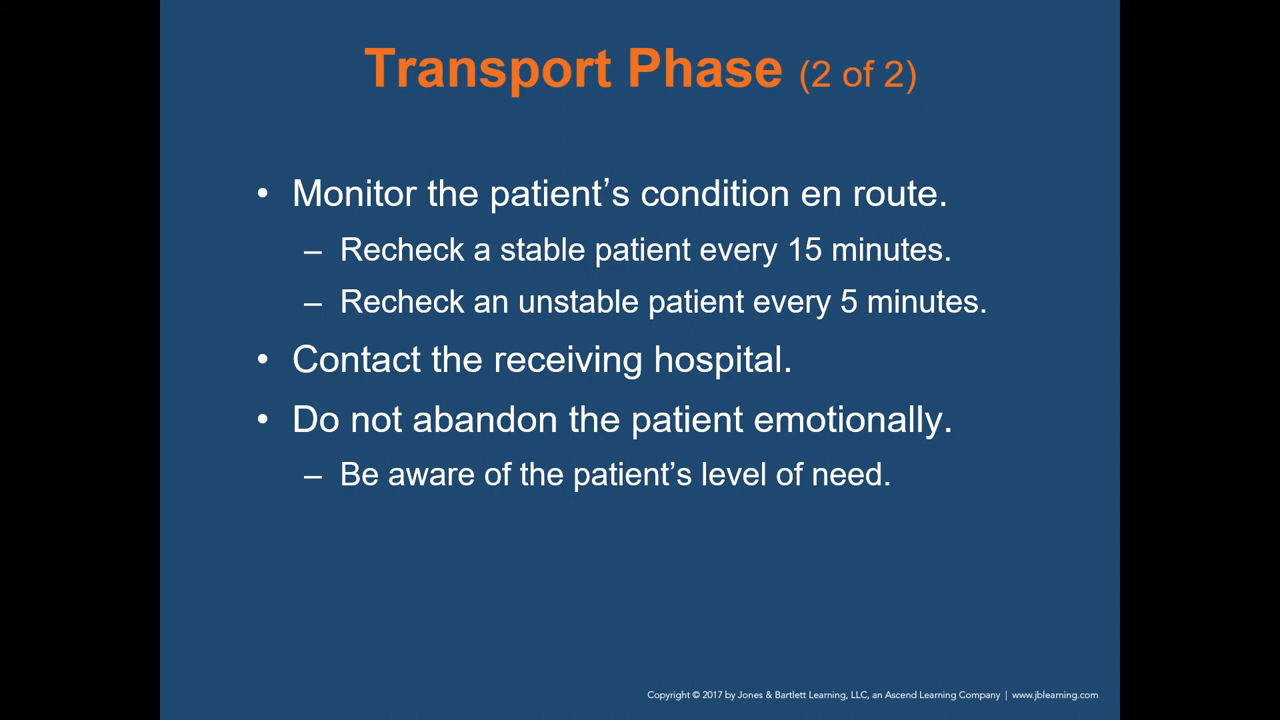 Transport Phase (2 of 2)
• Monitor the patient’s condition en route.
– Recheck a stable patient every 15 minutes.
– Recheck an unstable patient every 5 minutes.
• Contact the receiving hospital.
• Do not abandon the patient emotionally.
– Be aware of the patient’s level of need.
Copyright © 2017 by Jones & Bartlett Learning, LLC, an Ascend Learning Company | www.jblearning.com